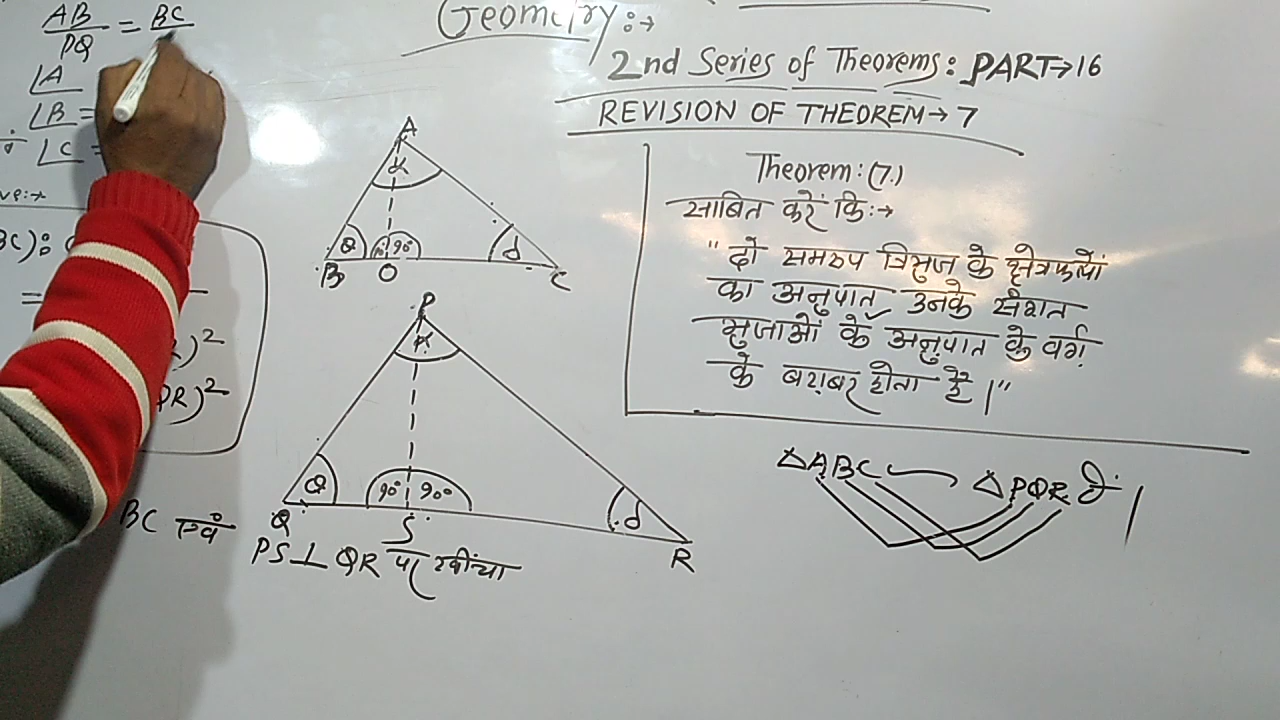 Geometry:→
2nd Series of Theorems: PART→16
REVISION OF THEOREM→7
AB/PQ = BC
∠A
∠B =
∠C =
BC): 
=
)²
PR)²
BC एवं
PS⊥QR पर खींचा
A
α
θ 90° d
B O C
P
α
θ 90° 90° d
Q S R
Theorem:(7.)
साबित करें कि:→
"दो समरुप त्रिभुज के क्षेत्रफलों
का अनुपात उनके संगत
भुजाओं के अनुपात के वर्ग
के बराबर होता है।"
△ABC ~ △PQR है।